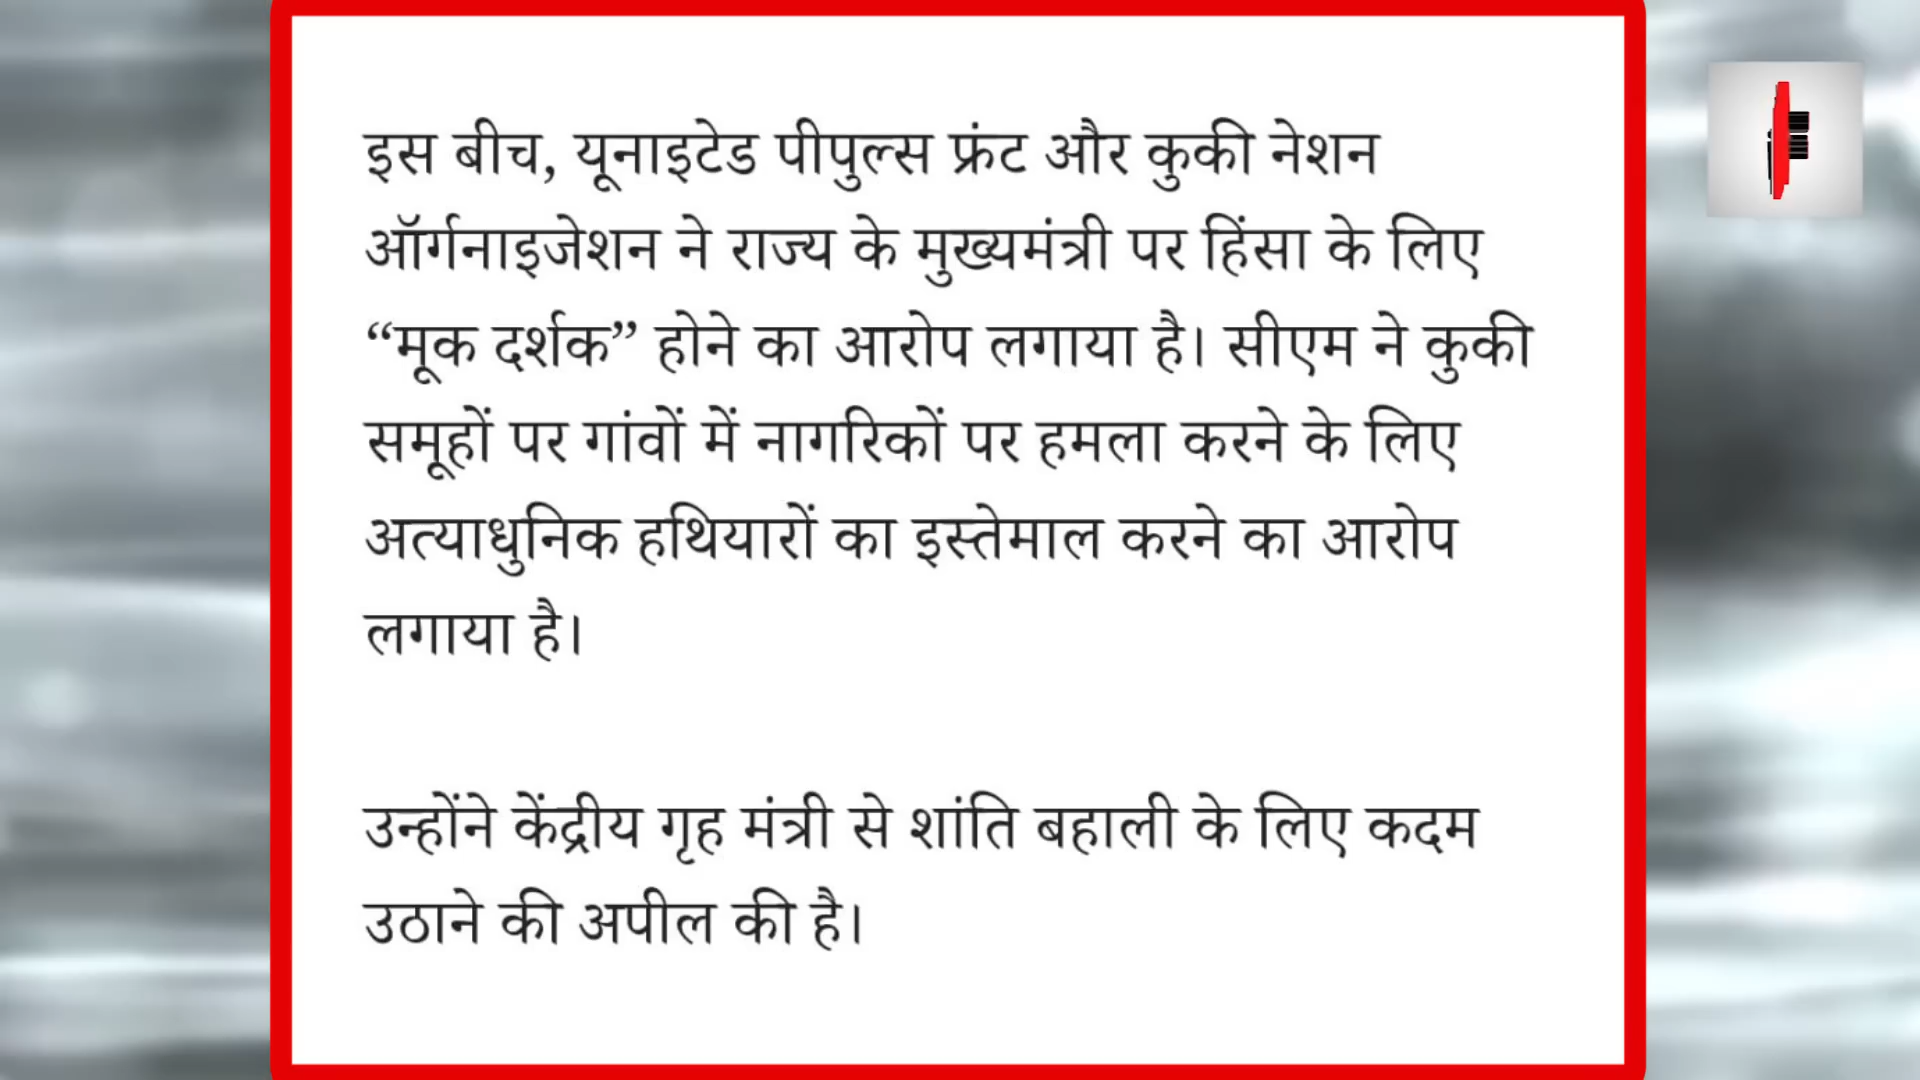 इस बीच, यूनाइटेड पीपुल्स फ्रंट और कुकी नेशन
ऑर्गनाइजेशन ने राज्य के मुख्यमंत्री पर हिंसा के लिए
“मूक दर्शक” होने का आरोप लगाया है। सीएम ने कुकी
समूहों पर गांवों में नागरिकों पर हमला करने के लिए
अत्याधुनिक हथियारों का इस्तेमाल करने का आरोप
लगाया है।
उन्होंने केंद्रीय गृह मंत्री से शांति बहाली के लिए कदम
उठाने की अपील की है।